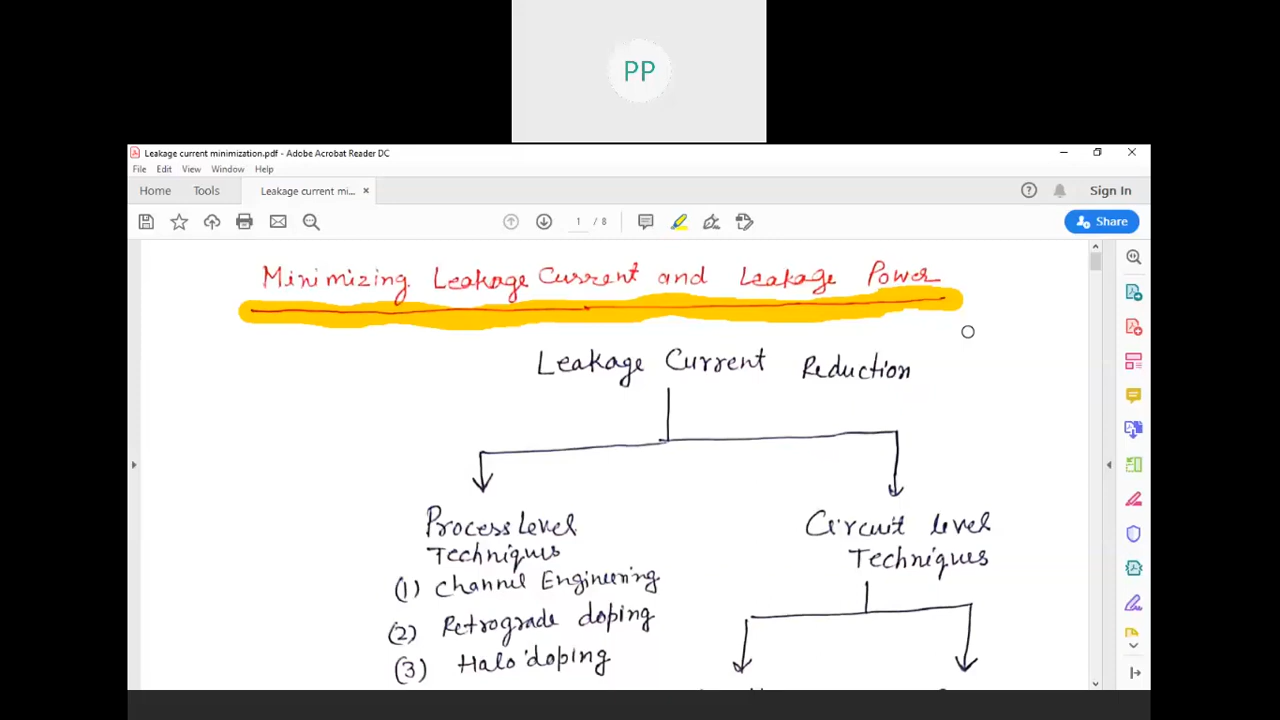 PP
Leakage current minimization.pdf - Adobe Acrobat Reader DC
File Edit View Window Help
Home Tools Leakage current mi... × Sign In
1 / 8 Share
Minimizing Leakage Current and Leakage Power
Leakage Current Reduction
Process Level
Techniques
(1) Channel Engineering
(2) Retrograde doping
(3) Halo doping
Circuit level
Techniques